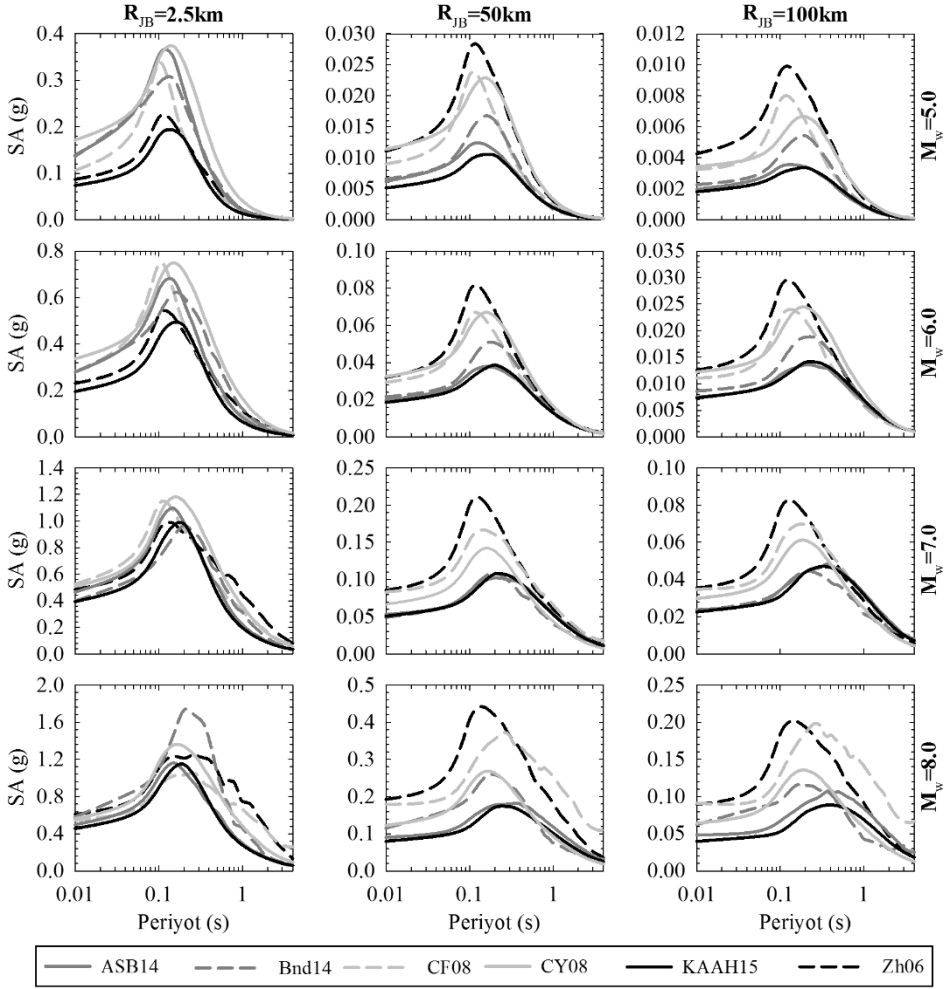 R_JB=2.5km R_JB=50km R_JB=100km
0.4 0.030 0.012
0.3 0.025 0.010
0.2 0.020 0.008
0.1 0.015 0.006
0.0 0.010 0.004
0.005 0.002
0.000 0.000
SA (g)
M_w=5.0
0.8 0.10 0.035
0.6 0.08 0.030
0.4 0.06 0.025
0.2 0.04 0.020
0.0 0.02 0.015
0.00 0.010
0.005
0.000
SA (g)
M_w=6.0
1.4 0.25 0.10
1.2 0.20 0.08
1.0 0.15 0.06
0.8 0.10 0.04
0.6 0.05 0.02
0.4 0.00 0.00
0.2
0.0
SA (g)
M_w=7.0
2.0 0.5 0.25
1.6 0.4 0.20
1.2 0.3 0.15
0.8 0.2 0.10
0.4 0.1 0.05
0.0 0.0 0.00
SA (g)
M_w=8.0
0.01 0.1 1 0.01 0.1 1 0.01 0.1 1
Periyot (s) Periyot (s) Periyot (s)
ASB14 Bnd14 CF08 CY08 KAAH15 Zh06